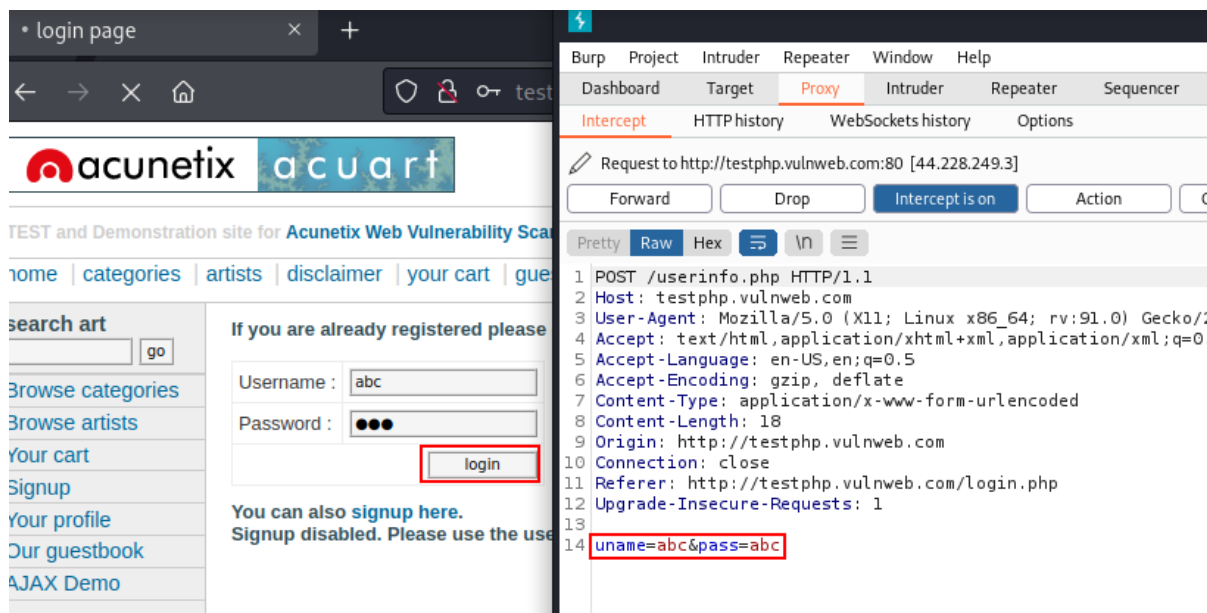 • login page × +
test
acunetix acuart
TEST and Demonstration site for Acunetix Web Vulnerability Scan
home | categories | artists | disclaimer | your cart | gue
search art
go
Browse categories
Browse artists
Your cart
Signup
Your profile
Our guestbook
AJAX Demo
If you are already registered please
Username : abc
Password : ●●●
login
You can also signup here.
Signup disabled. Please use the use
Burp Project Intruder Repeater Window Help
Dashboard Target Proxy Intruder Repeater Sequencer
Intercept HTTP history WebSockets history Options
Request to http://testphp.vulnweb.com:80 [44.228.249.3]
Forward Drop Intercept is on Action
Pretty Raw Hex \n
1 POST /userinfo.php HTTP/1.1
2 Host: testphp.vulnweb.com
3 User-Agent: Mozilla/5.0 (X11; Linux x86_64; rv:91.0) Gecko/2
4 Accept: text/html,application/xhtml+xml,application/xml;q=0.
5 Accept-Language: en-US,en;q=0.5
6 Accept-Encoding: gzip, deflate
7 Content-Type: application/x-www-form-urlencoded
8 Content-Length: 18
9 Origin: http://testphp.vulnweb.com
10 Connection: close
11 Referer: http://testphp.vulnweb.com/login.php
12 Upgrade-Insecure-Requests: 1
13
14 uname=abc&pass=abc